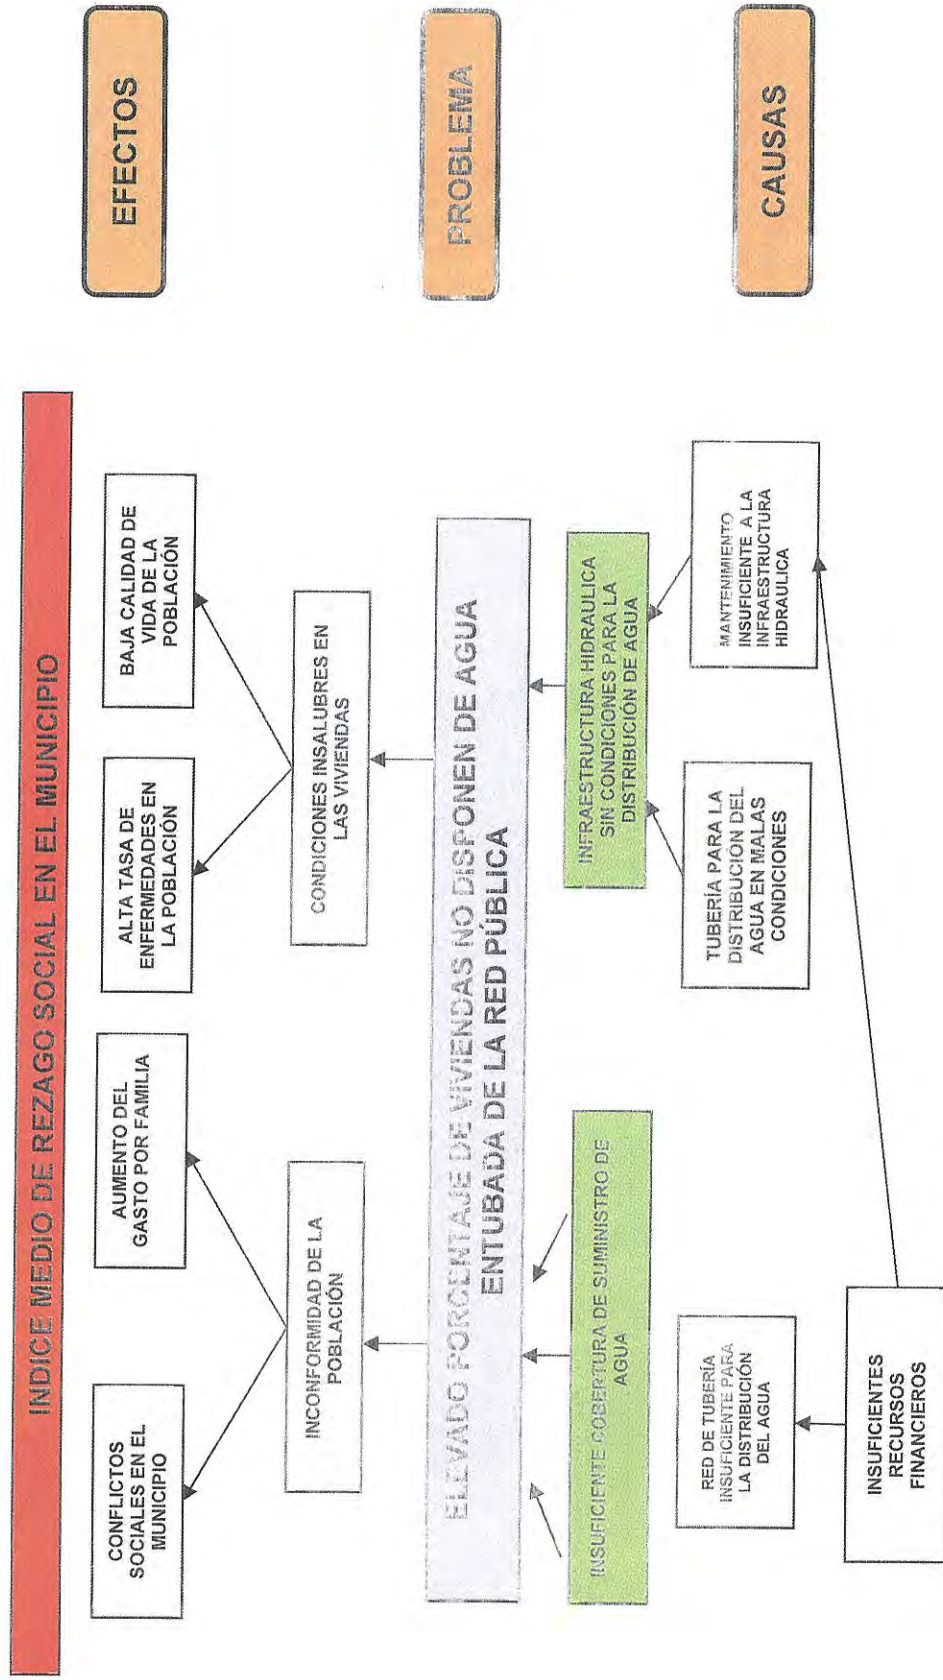 INDICE MEDIO DE REZAGO SOCIAL EN EL MUNICIPIO
CONFLICTOS
SOCIALES EN EL
MUNICIPIO
AUMENTO DEL
GASTO POR FAMILIA
ALTA TASA DE
ENFERMEDADES EN
LA POBLACIÓN
BAJA CALIDAD DE
VIDA DE LA
POBLACIÓN
EFECTOS
INCONFORMIDAD DE LA
POBLACIÓN
CONDICIONES INSALUBRES EN
LAS VIVIENDAS
ELEVADO PORCENTAJE DE VIVIENDAS NO DISPONEN DE AGUA
ENTUBADA DE LA RED PÚBLICA
PROBLEMA
INSUFICIENTE COBERTURA DE SUMINISTRO DE
AGUA
INFRAESTRUCTURA HIDRAULICA
SIN CONDICIONES PARA LA
DISTRIBUCIÓN DE AGUA
RED DE TUBERÍA
INSUFICIENTE PARA
LA DISTRIBUCIÓN
DEL AGUA
TUBERÍA PARA LA
DISTRIBUCIÓN DEL
AGUA EN MALAS
CONDICIONES
MANTENIMIENTO
INSUFICIENTE A LA
INFRAESTRUCTURA
HIDRAULICA
CAUSAS
INSUFICIENTES
RECURSOS
FINANCIEROS